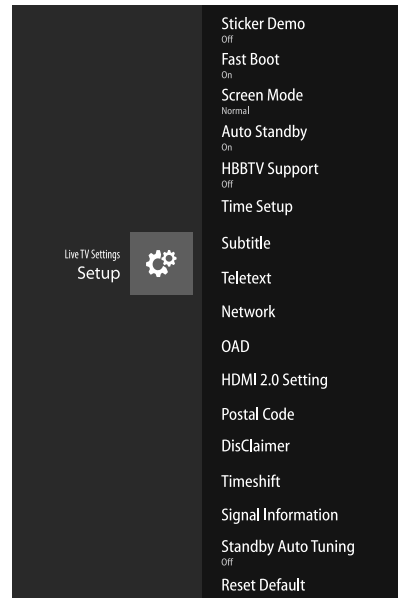 Live TV Settings
Setup
Sticker Demo
Off
Fast Boot
On
Screen Mode
Normal
Auto Standby
On
HBBTV Support
Off
Time Setup
Subtitle
Teletext
Network
OAD
HDMI 2.0 Setting
Postal Code
DisClaimer
Timeshift
Signal Information
Standby Auto Tuning
Off
Reset Default